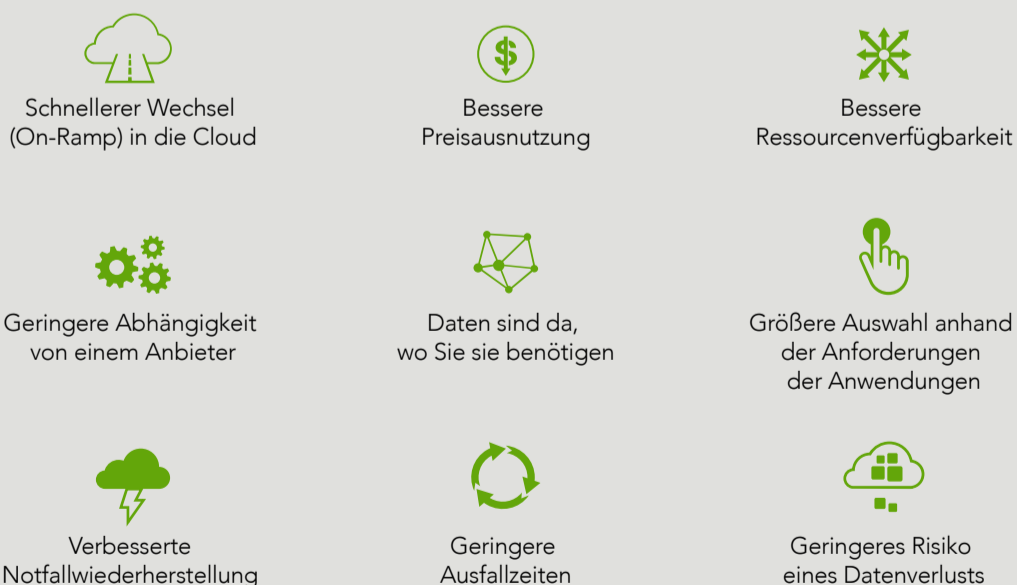 Schnellerer Wechsel
(On-Ramp) in die Cloud
Bessere
Preisausnutzung
Bessere
Ressourcenverfügbarkeit
Geringere Abhängigkeit
von einem Anbieter
Daten sind da,
wo Sie sie benötigen
Größere Auswahl anhand
der Anforderungen
der Anwendungen
Verbesserte
Notfallwiederherstellung
Geringere
Ausfallzeiten
Geringeres Risiko
eines Datenverlusts